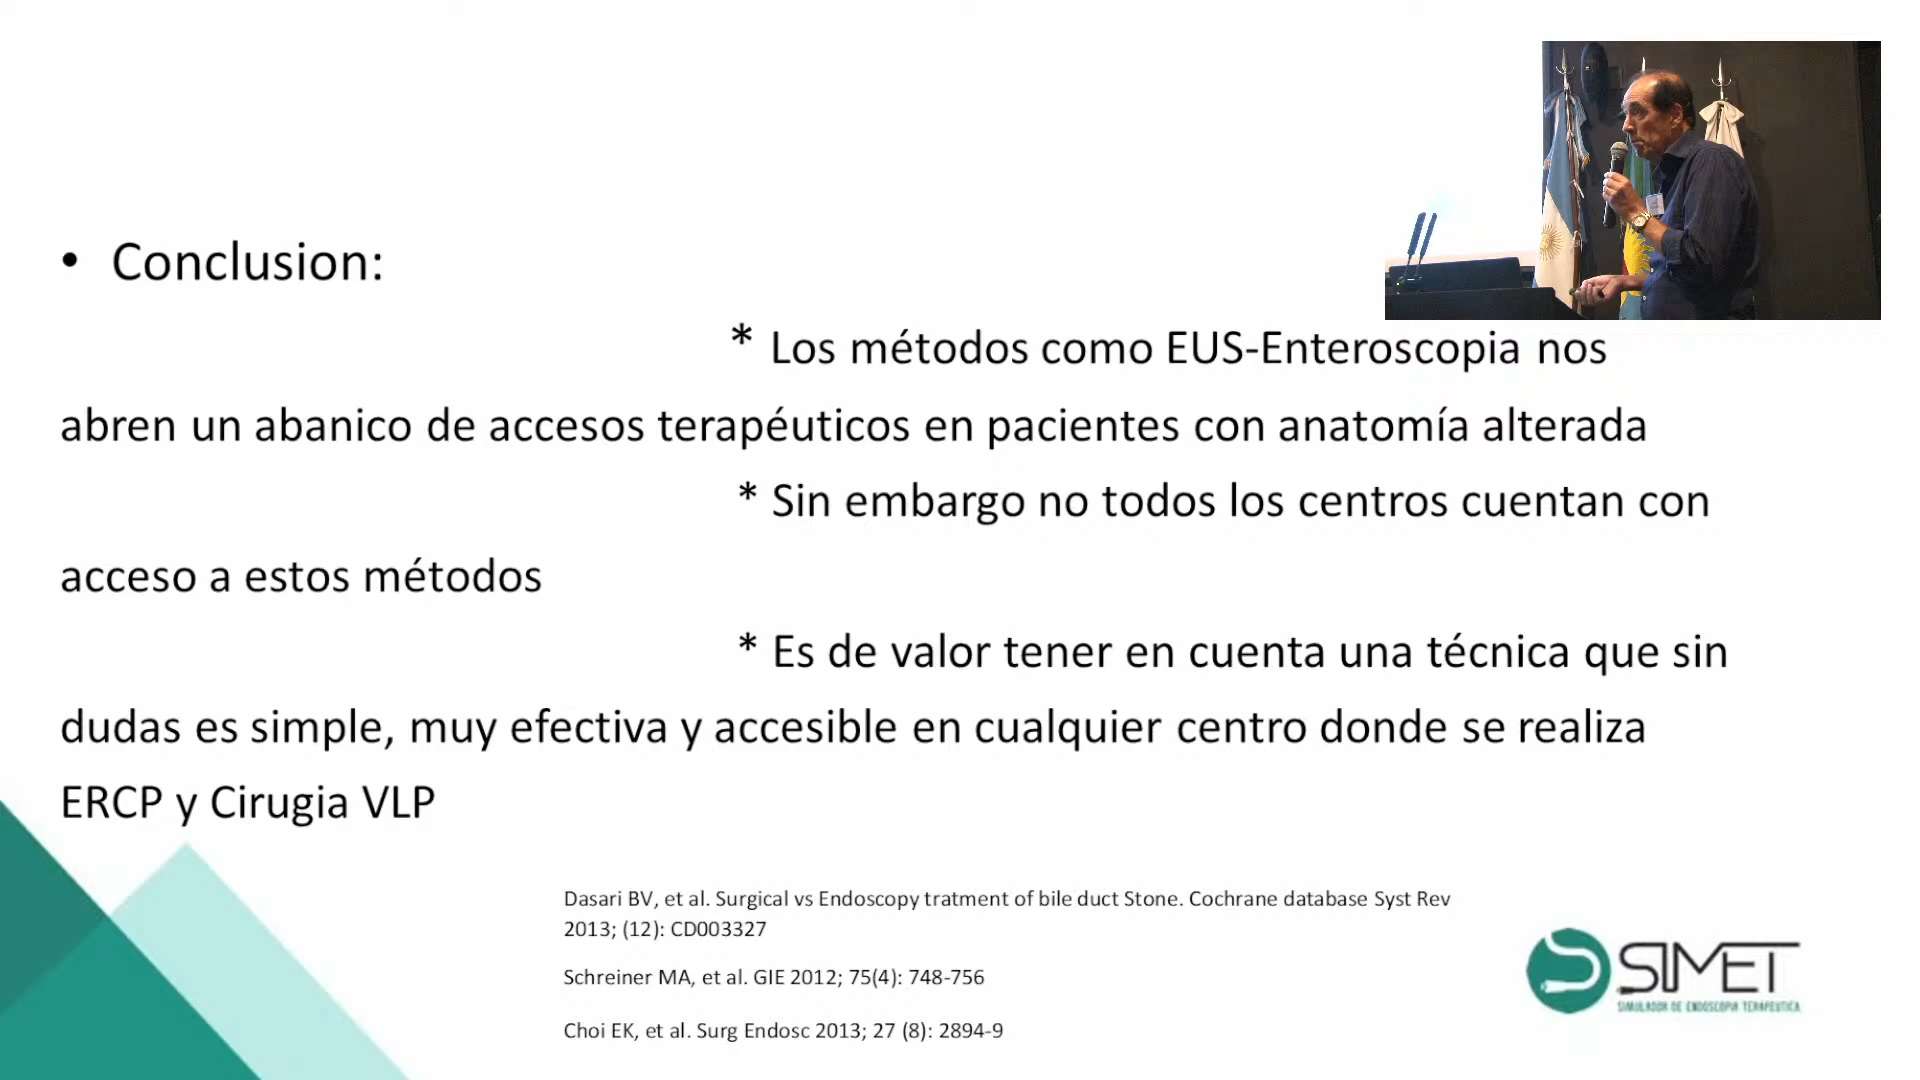 • Conclusion:
* Los métodos como EUS-Enteroscopia nos
abren un abanico de accesos terapéuticos en pacientes con anatomía alterada
* Sin embargo no todos los centros cuentan con
acceso a estos métodos
* Es de valor tener en cuenta una técnica que sin
dudas es simple, muy efectiva y accesible en cualquier centro donde se realiza
ERCP y Cirugia VLP
Dasari BV, et al. Surgical vs Endoscopy tratment of bile duct Stone. Cochrane database Syst Rev
2013; (12): CD003327
Schreiner MA, et al. GIE 2012; 75(4): 748-756
Choi EK, et al. Surg Endosc 2013; 27 (8): 2894-9
SIMET
SIMULADOR DE ENDOSCOPIA TERAPEUTICA